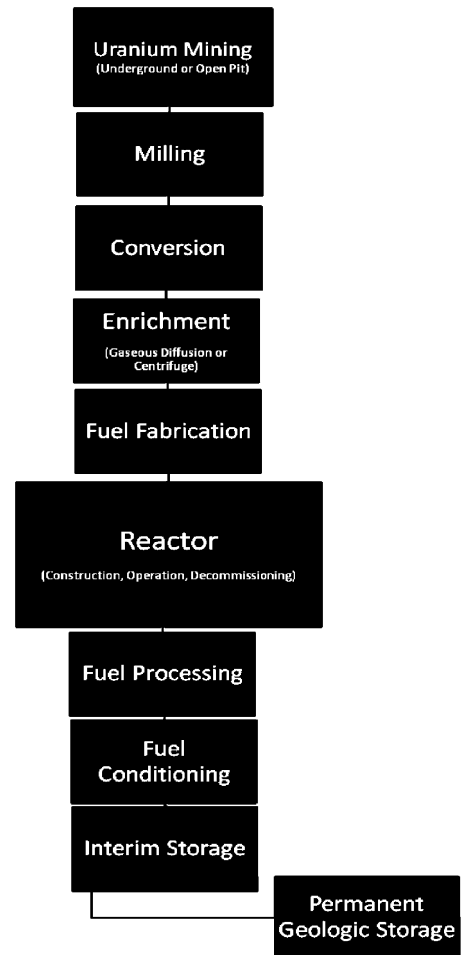 Uranium Mining
(Underground or Open Pit)
Milling
Conversion
Enrichment
(Gaseous Diffusion or
Centrifuge)
Fuel Fabrication
Reactor
(Construction, Operation, Decommissioning)
Fuel Processing
Fuel
Conditioning
Interim Storage
Permanent
Geologic Storage